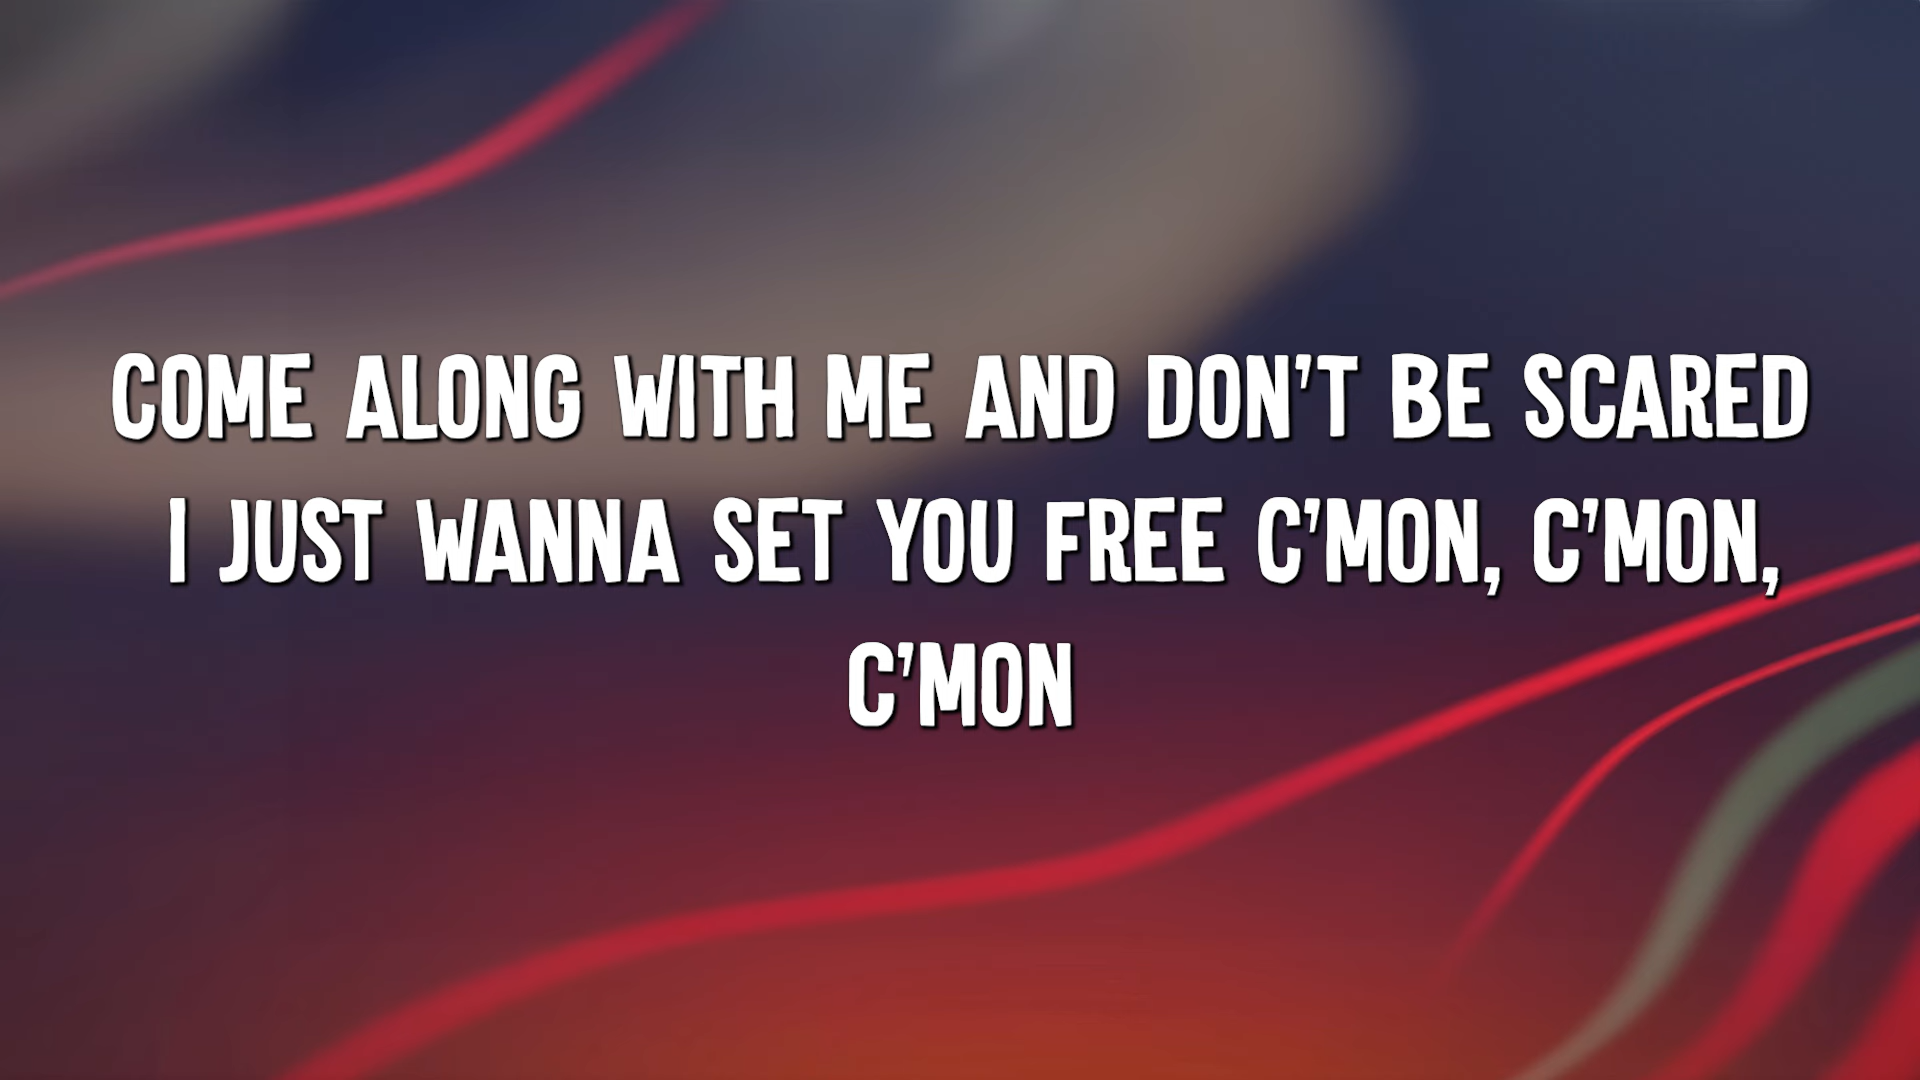 COME ALONG WITH ME AND DON'T BE SCARED
I JUST WANNA SET YOU FREE C'MON, C'MON,
C'MON